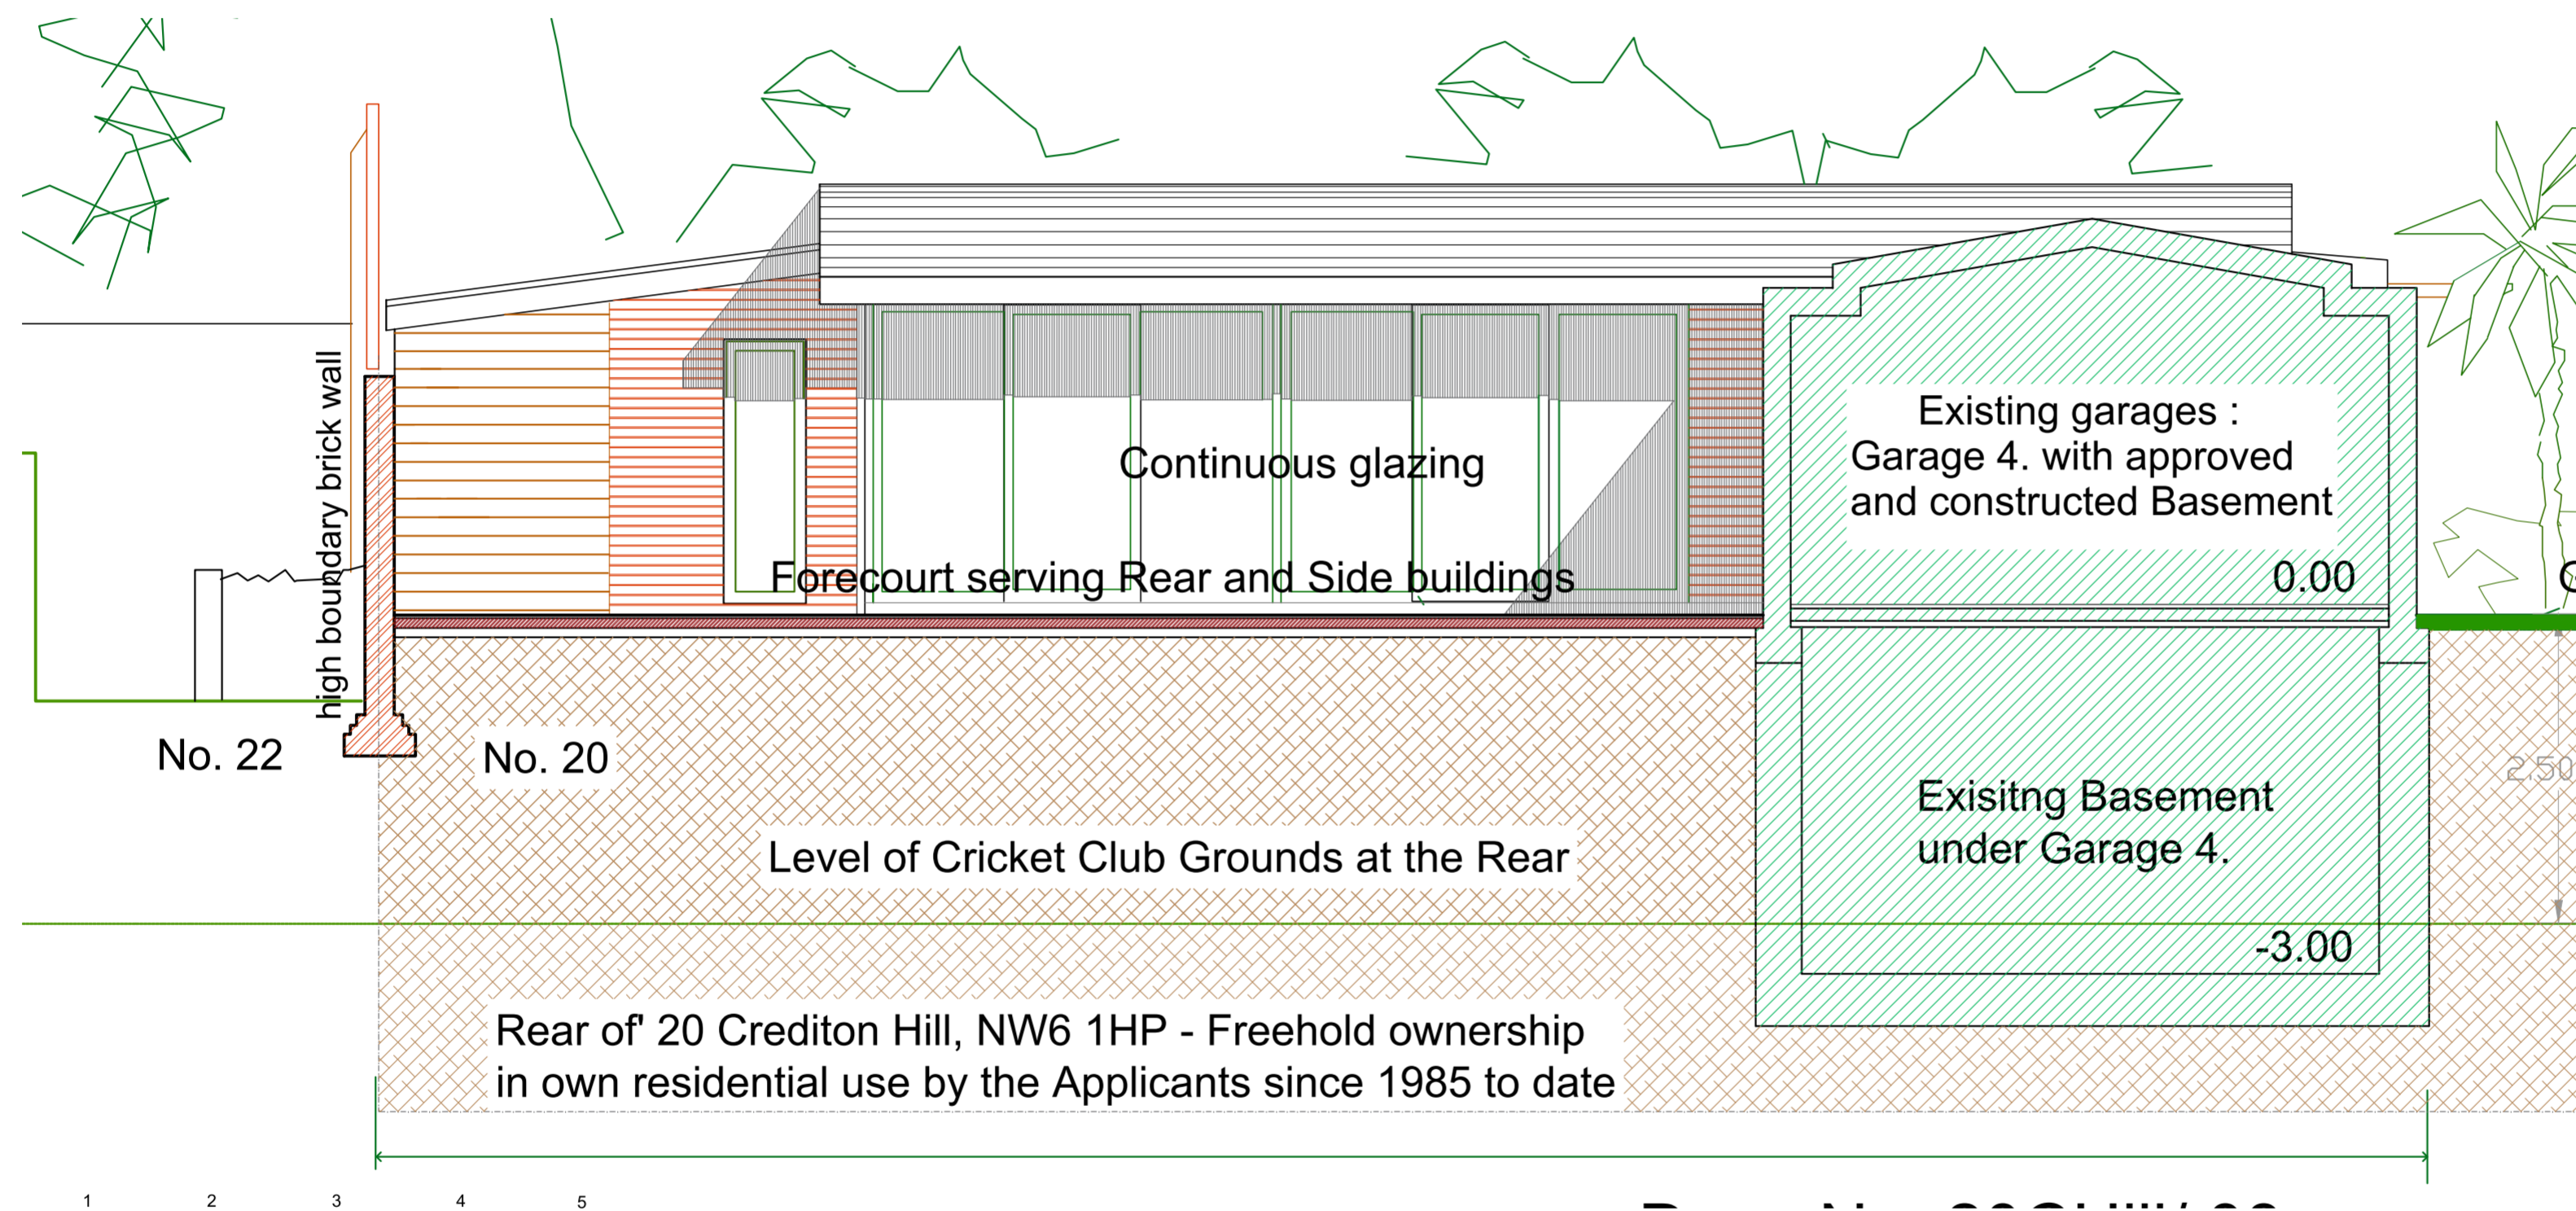 high boundary brick wall
Continuous glazing
Forecourt serving Rear and Side buildings
Existing garages :
Garage 4. with approved
and constructed Basement
0.00
No. 22
No. 20
2.50
Level of Cricket Club Grounds at the Rear
Exisitng Basement
under Garage 4.
-3.00
Rear of' 20 Crediton Hill, NW6 1HP - Freehold ownership
in own residential use by the Applicants since 1985 to date
1 2 3 4 5